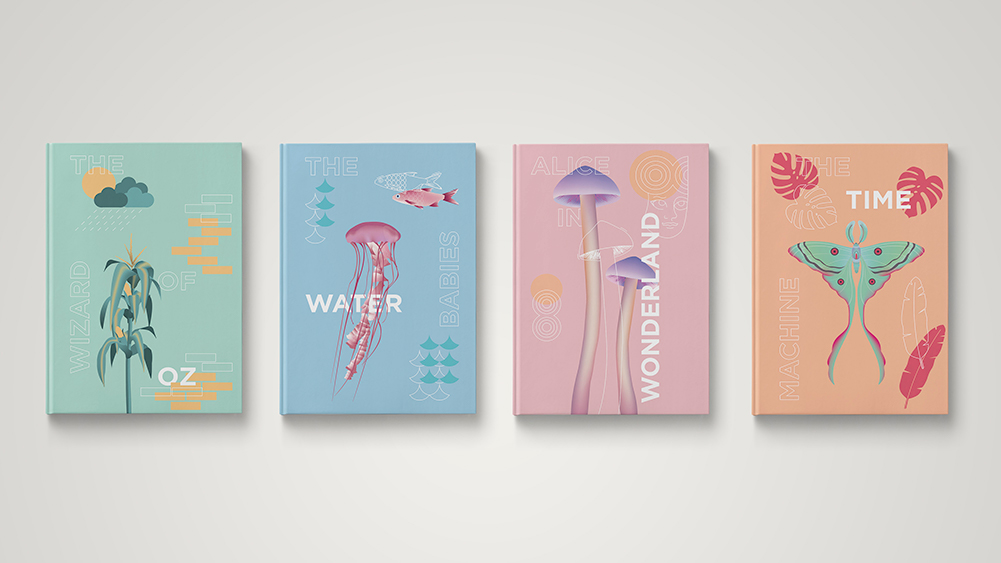 THE
WIZARD
OF
OZ
THE
WATER
BABIES
ALICE
IN
WONDERLAND
THE
TIME
MACHINE